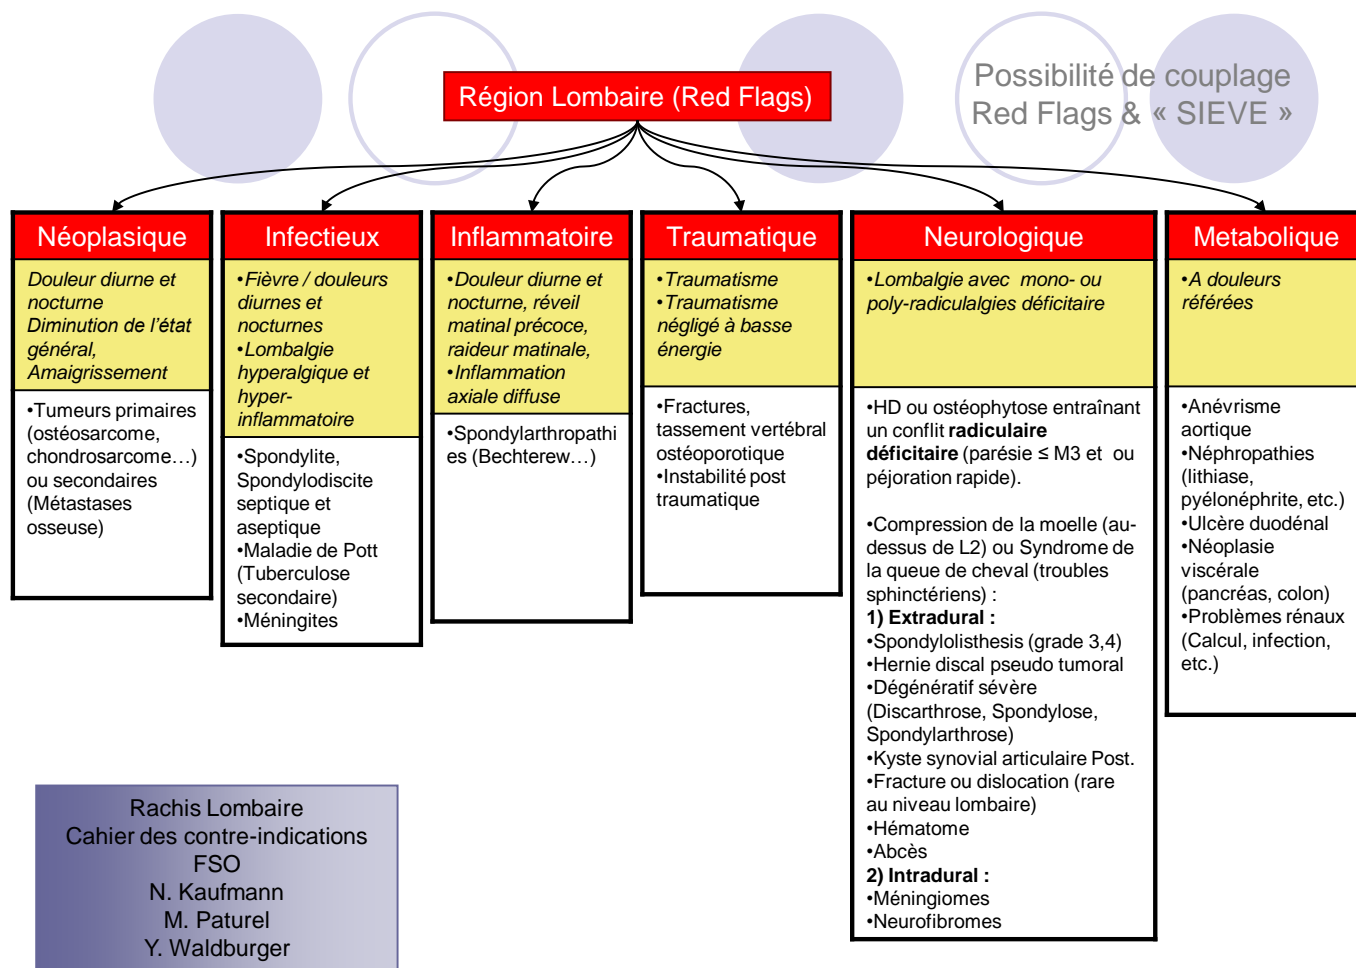 Possibilité de couplage
Red Flags & « SIEVE »
Région Lombaire (Red Flags)
Néoplasique
Douleur diurne et
nocturne
Diminution de l'état
général,
Amaigrissement
•Tumeurs primaires
(ostéosarcome,
chondrosarcome…)
ou secondaires
(Métastases
osseuse)
Infectieux
•Fièvre / douleurs
diurnes et
nocturnes
•Lombalgie
hyperalgique et
hyper-
inflammatoire
•Spondylite,
Spondylodiscite
septique et
aseptique
•Maladie de Pott
(Tuberculose
secondaire)
•Méningites
Inflammatoire
•Douleur diurne et
nocturne, réveil
matinal précoce,
raideur matinale,
•Inflammation
axiale diffuse
•Spondylarthropathi
es (Bechterew…)
Traumatique
•Traumatisme
•Traumatisme
négligé à basse
énergie
•Fractures,
tassement vertébral
ostéoporotique
•Instabilité post
traumatique
Neurologique
•Lombalgie avec mono- ou
poly-radiculalgies déficitaire
•HD ou ostéophytose entraînant
un conflit radiculaire
déficitaire (parésie ≤ M3 et ou
péjoration rapide).
•Compression de la moelle (au-
dessus de L2) ou Syndrome de
la queue de cheval (troubles
sphinctériens) :
1) Extradural :
•Spondylolisthesis (grade 3,4)
•Hernie discal pseudo tumoral
•Dégénératif sévère
(Discarthrose, Spondylose,
Spondylarthrose)
•Kyste synovial articulaire Post.
•Fracture ou dislocation (rare
au niveau lombaire)
•Hématome
•Abcès
2) Intradural :
•Méningiomes
•Neurofibromes
Metabolique
•A douleurs
référées
•Anévrisme
aortique
•Néphropathies
(lithiase,
pyélonéphrite, etc.)
•Ulcère duodénal
•Néoplasie
viscérale
(pancréas, colon)
•Problèmes rénaux
(Calcul, infection,
etc.)
Rachis Lombaire
Cahier des contre-indications
FSO
N. Kaufmann
M. Paturel
Y. Waldburger